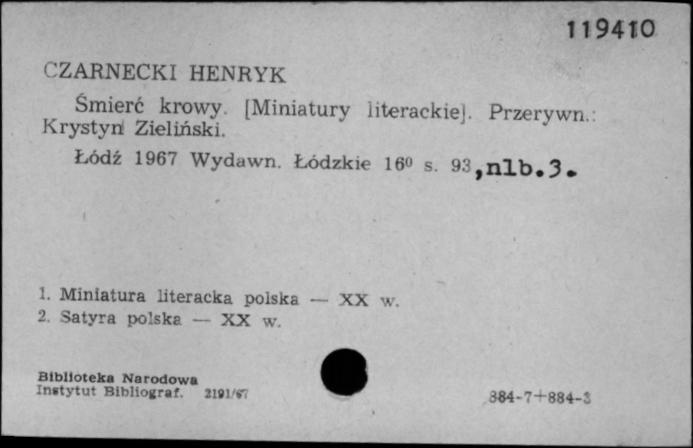 119410
CZARNECKI HENRYK
Śmierć krowy. [Miniatury literackie]. Przerywn.:
Krystyn Zieliński.
Łódź 1967 Wydawn. Łódzkie 16⁰ s. 93,nlb.3.
1. Miniatura literacka polska — XX w.
2. Satyra polska — XX w.
Biblioteka Narodowa
Instytut Bibliograf. 2191/67
884-7+884-3